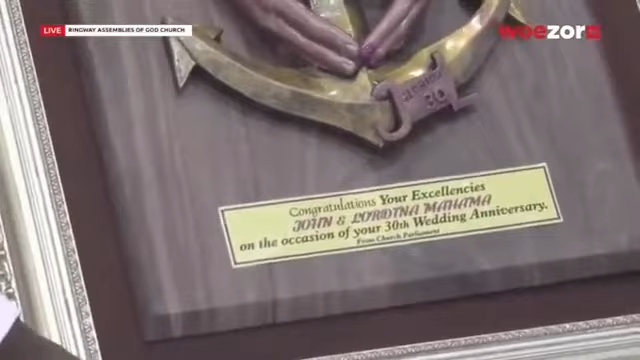 LIVE RINGWAY ASSEMBLIES OF GOD CHURCH
woezor
30
Congratulations Your Excellencies
JOHN & LORDINA MAHAMA
on the occasion of your 30th Wedding Anniversary.
From Church Parliament